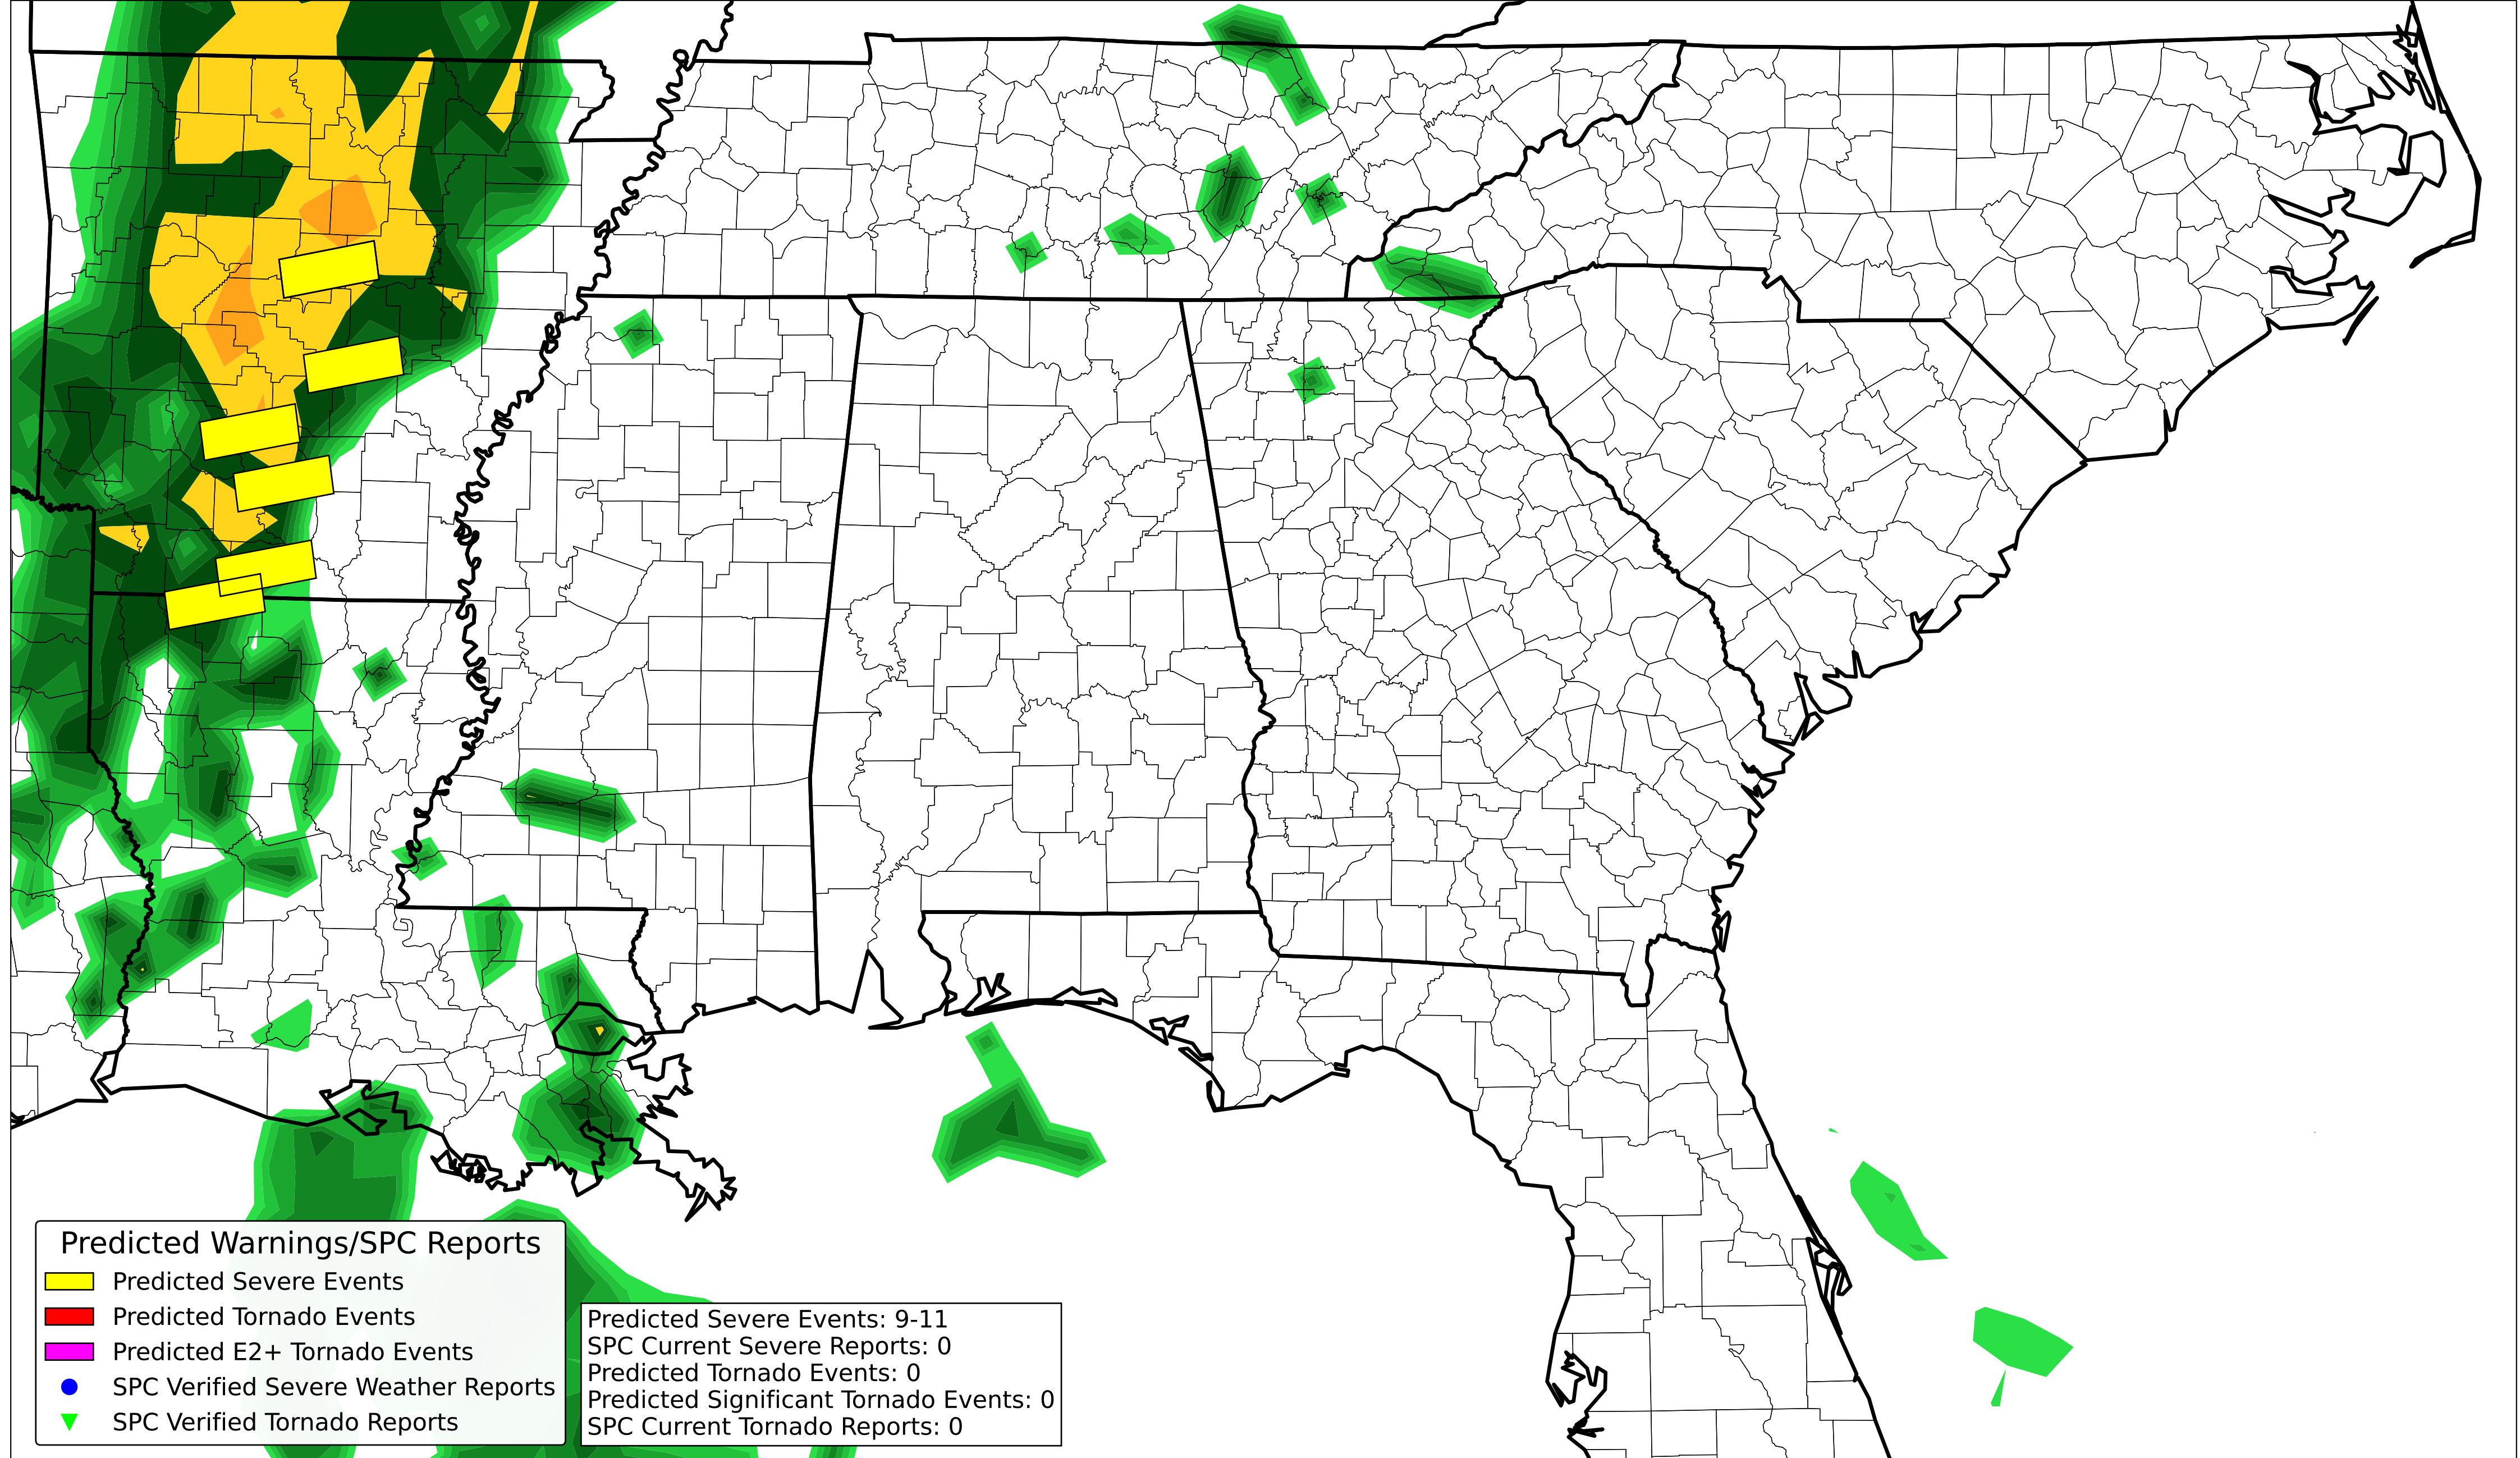 Predicted Warnings/SPC Reports
Predicted Severe Events
Predicted Tornado Events
Predicted E2+ Tornado Events
SPC Verified Severe Weather Reports
SPC Verified Tornado Reports
Predicted Severe Events: 9-11
SPC Current Severe Reports: 0
Predicted Tornado Events: 0
Predicted Significant Tornado Events: 0
SPC Current Tornado Reports: 0